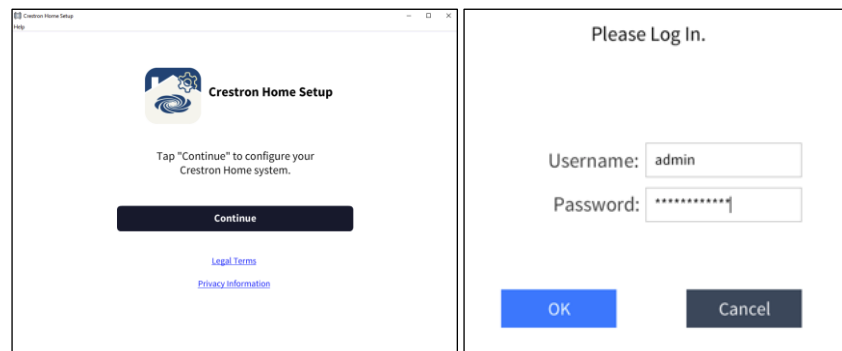 Crestron Home Setup
Help
Crestron Home Setup
Tap "Continue" to configure your
Crestron Home system.
Continue
Legal Terms
Privacy Information
Please Log In.
Username: admin
Password: ************
OK Cancel